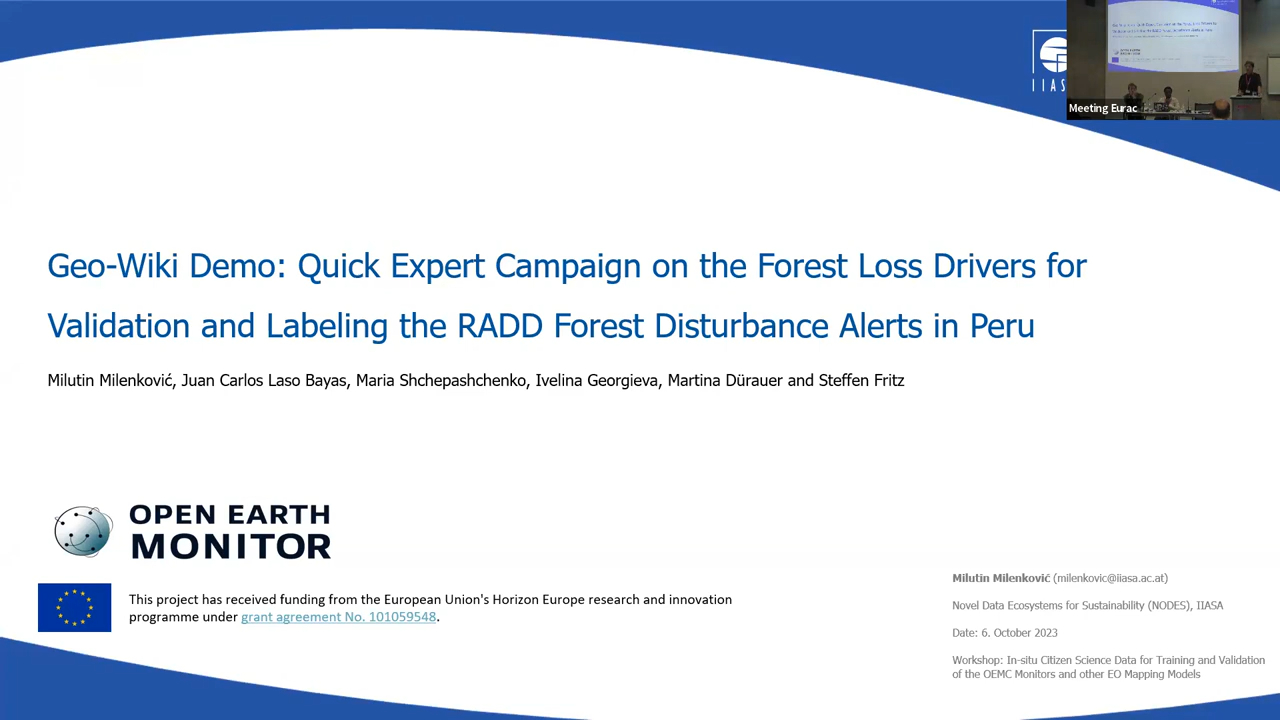 IIAS
Meeting Eurac
Geo-Wiki Demo: Quick Expert Campaign on the Forest Loss Drivers for
Validation and Labeling the RADD Forest Disturbance Alerts in Peru
Milutin Milenković, Juan Carlos Laso Bayas, Maria Shchepashchenko, Ivelina Georgieva, Martina Dürauer and Steffen Fritz
OPEN EARTH
MONITOR
This project has received funding from the European Union's Horizon Europe research and innovation
programme under grant agreement No. 101059548.
Milutin Milenković (milenkovic@iiasa.ac.at)
Novel Data Ecosystems for Sustainability (NODES), IIASA
Date: 6. October 2023
Workshop: In-situ Citizen Science Data for Training and Validation
of the OEMC Monitors and other EO Mapping Models